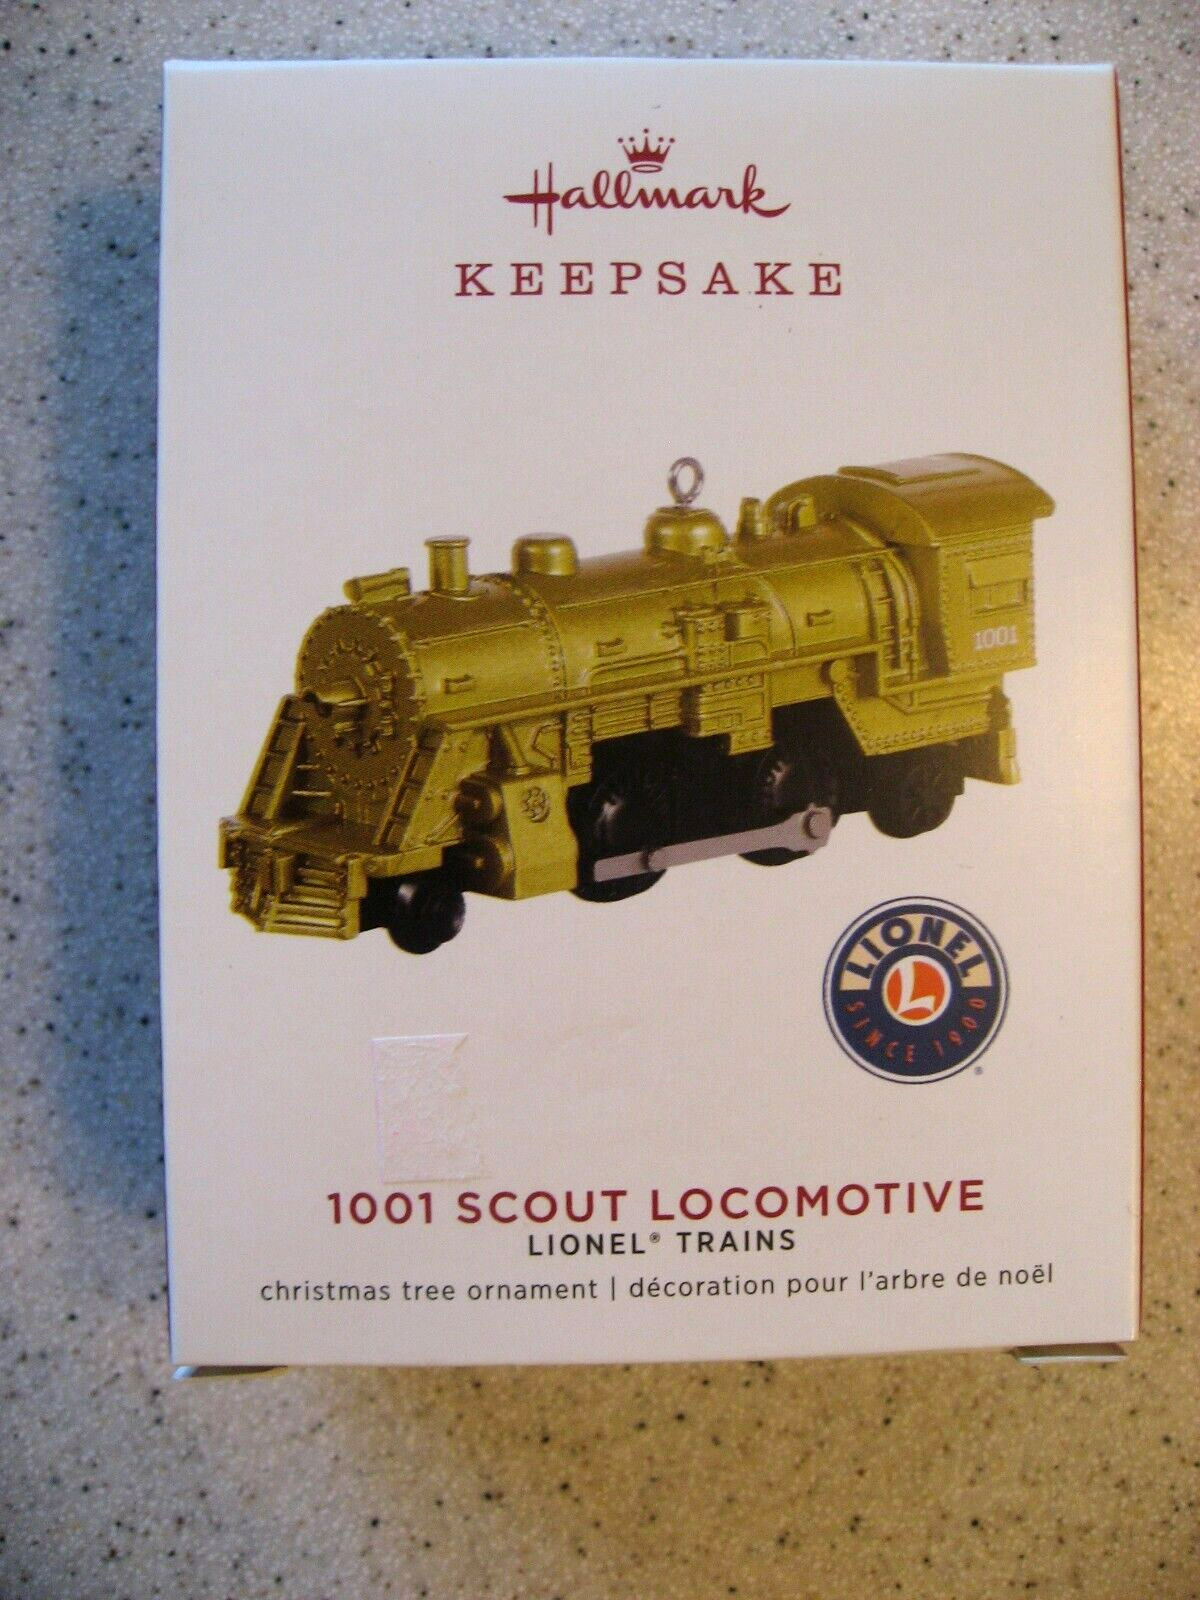 Hallmark
KEEPSAKE
1001
LIONEL
L
SINCE 1900
®
1001 SCOUT LOCOMOTIVE
LIONEL® TRAINS
christmas tree ornament | décoration pour l'arbre de noël